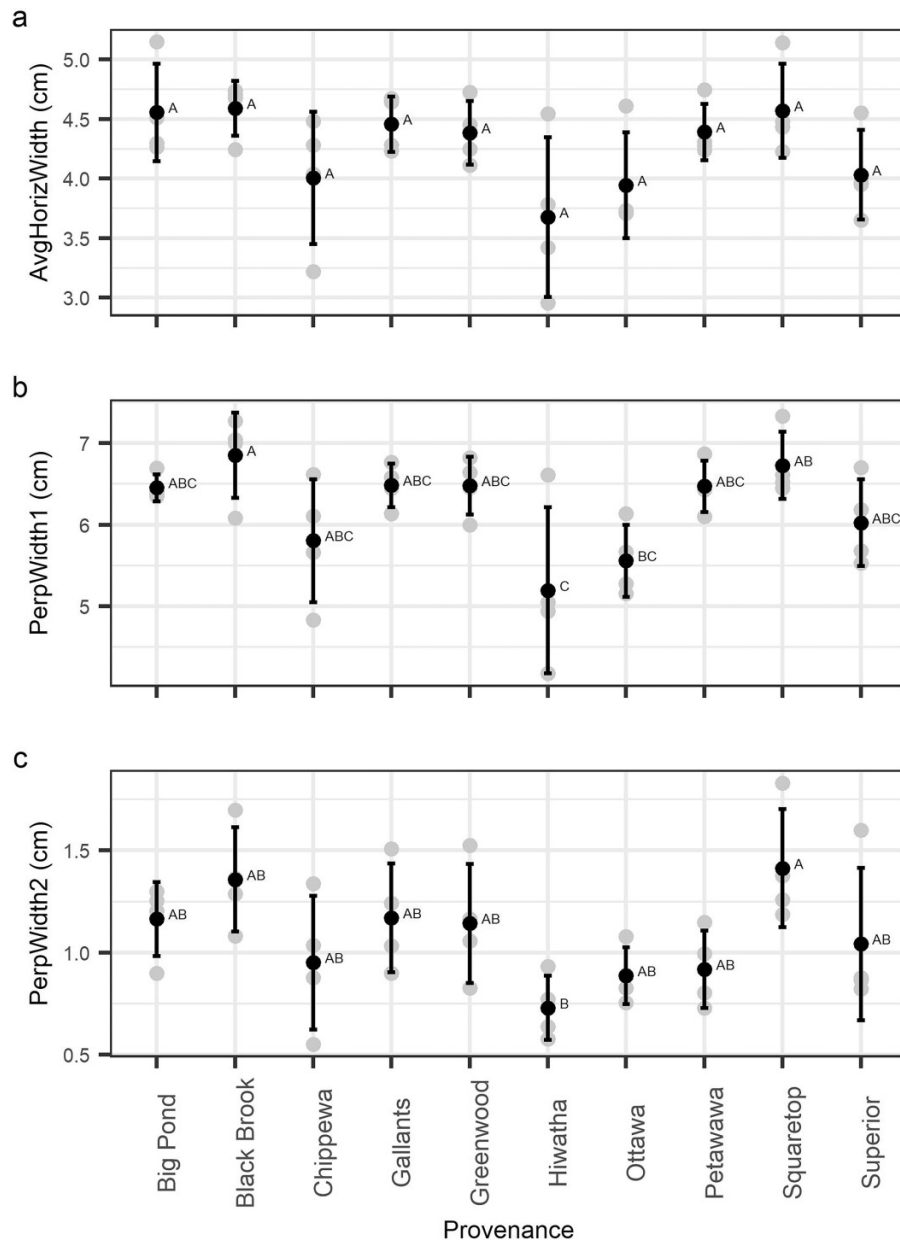 a
AvgHorizWidth (cm)
5.0
4.5
4.0
3.5
3.0
A
A
A
A
A
A
A
A
A
A
b
PerpWidth1 (cm)
7
6
5
ABC
A
ABC
ABC
ABC
C
BC
ABC
AB
ABC
c
PerpWidth2 (cm)
1.5
1.0
0.5
AB
AB
AB
AB
AB
B
AB
AB
A
AB
Big Pond
Black Brook
Chippewa
Gallants
Greenwood
Hiwatha
Ottawa
Petawawa
Squaretop
Superior
Provenance